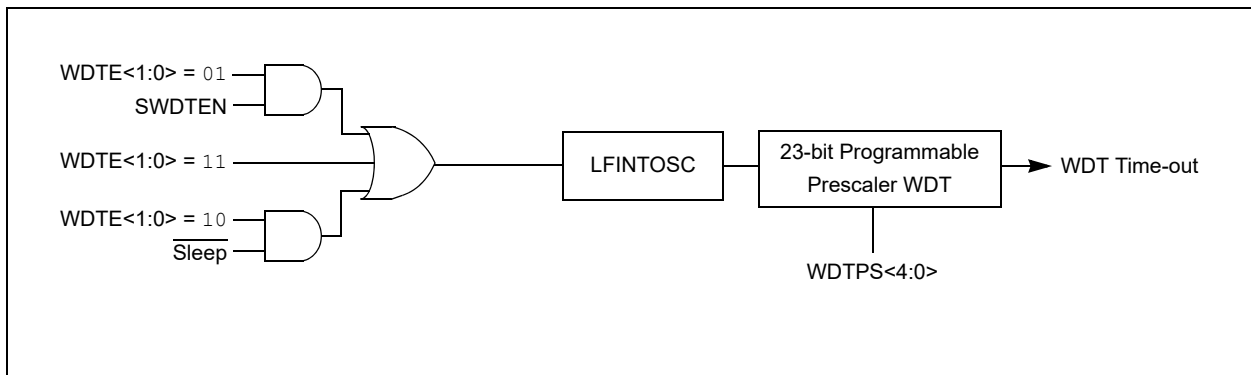 WDTE<1:0> = 01
SWDTEN
WDTE<1:0> = 11
WDTE<1:0> = 10
Sleep
LFINTOSC
23-bit Programmable
Prescaler WDT
WDT Time-out
WDTPS<4:0>